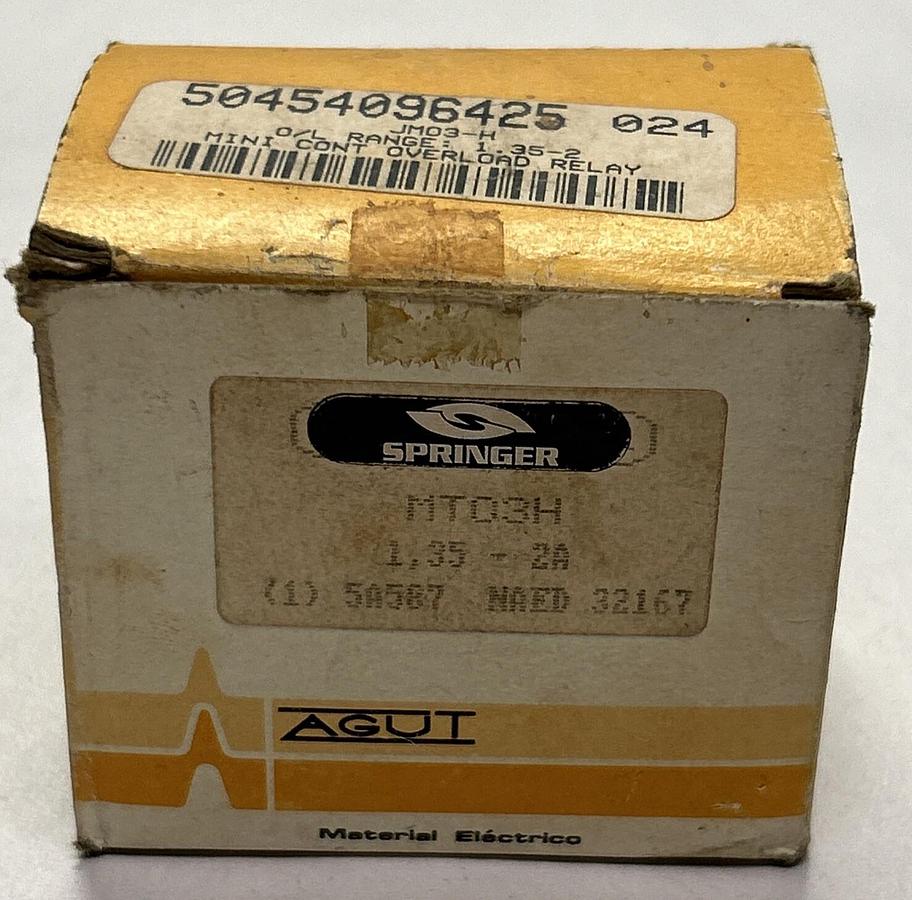 50454096425 024
JM03-H
O/L RANGE: 1.35-2
MINI CONT OVERLOAD RELAY
SPRINGER
MT03H
1,35 - 2A
(1) 5A587 NAED 32167
AGUT
Material Eléctrico